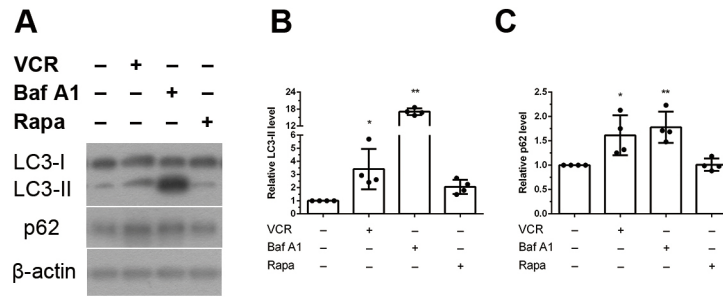 A
VCR – + – –
Baf A1 – – + –
Rapa – – – +
LC3-I
LC3-II
p62
β-actin
B
Relative LC3-II level
24
18
12
6
5
4
3
2
1
0
*
**
VCR – + – –
Baf A1 – – + –
Rapa – – – +
C
Relative p62 level
2.5
2.0
1.5
1.0
0.5
0.0
*
**
VCR – + – –
Baf A1 – – + –
Rapa – – – +